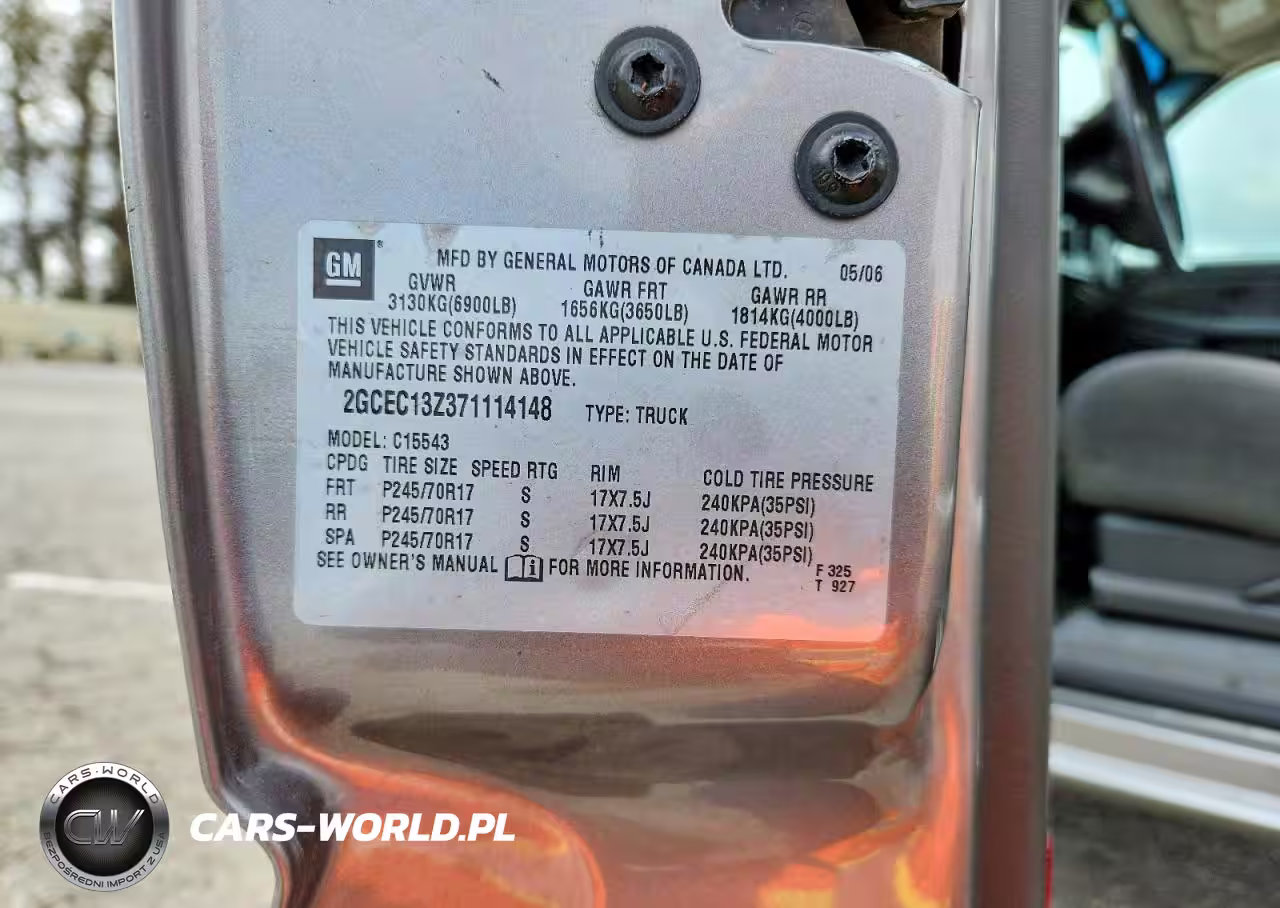 GM ®
MFD BY GENERAL MOTORS OF CANADA LTD. 05/06
GVWR GAWR FRT GAWR RR
3130KG(6900LB) 1656KG(3650LB) 1814KG(4000LB)
THIS VEHICLE CONFORMS TO ALL APPLICABLE U.S. FEDERAL MOTOR
VEHICLE SAFETY STANDARDS IN EFFECT ON THE DATE OF
MANUFACTURE SHOWN ABOVE.
2GCEC13Z371114148 TYPE: TRUCK
MODEL: C15543
CPDG TIRE SIZE SPEED RTG RIM COLD TIRE PRESSURE
FRT P245/70R17 S 17X7.5J 240KPA(35PSI)
RR P245/70R17 S 17X7.5J 240KPA(35PSI)
SPA P245/70R17 S 17X7.5J 240KPA(35PSI)
SEE OWNER'S MANUAL FOR MORE INFORMATION.
F 325
T 927
CARS-WORLD
CW
BEZPOŚREDNI IMPORT Z USA
CARS-WORLD.PL